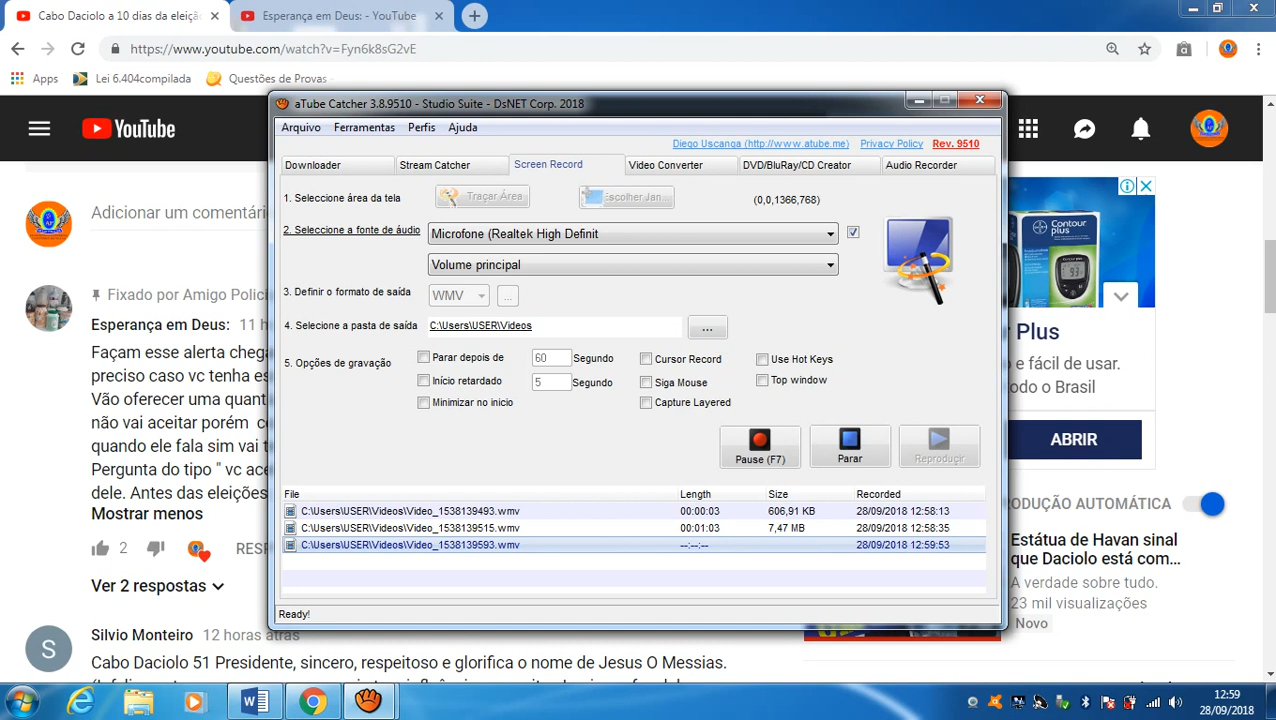 Cabo Daciolo a 10 dias da eleiçã
Esperança em Deus: - YouTube
https://www.youtube.com/watch?v=Fyn6k8sG2vE
Apps
Lei 6.404compilada
Questões de Provas
YouTube
aTube Catcher 3.8.9510 - Studio Suite - DsNET Corp. 2018
Arquivo Ferramentas Perfis Ajuda
Diego Uscanga (http://www.atube.me) Privacy Policy Rev. 9510
Downloader Stream Catcher Screen Record Video Converter DVD/BluRay/CD Creator Audio Recorder
1. Seleccione área da tela Traçar Área Escolher Jan... (0,0,1366,768)
2. Seleccione a fonte de áudio Microfone (Realtek High Definit
Volume principal
3. Definir o formato de saída WMV ...
4. Selecione a pasta de saída C:\Users\USER\Videos ...
5. Opções de gravação
Parar depois de 60 Segundo Cursor Record Use Hot Keys
Início retardado 5 Segundo Siga Mouse Top window
Minimizar no inicio Capture Layered
Pause (F7) Parar Reproduçir
File Length Size Recorded
C:\Users\USER\Videos\Video_1538139493.wmv 00:00:03 606,91 KB 28/09/2018 12:58:13
C:\Users\USER\Videos\Video_1538139515.wmv 00:01:03 7,47 MB 28/09/2018 12:58:35
C:\Users\USER\Videos\Video_1538139593.wmv --:--:-- 28/09/2018 12:59:53
Ready!
Adicionar um comentári
Fixado por Amigo Polici
Esperança em Deus: 11 h
Façam esse alerta chega
preciso caso vc tenha es
Vão oferecer uma quant
não vai aceitar porém c
quando ele fala sim vai t
Pergunta do tipo " vc ace
dele. Antes das eleições
Mostrar menos
2 RESP
Ver 2 respostas
S
Silvio Monteiro 12 horas atrás
Cabo Daciolo 51 Presidente, sincero, respeitoso e glorifica o nome de Jesus O Messias.
Contour plus
93
r Plus
o e fácil de usar.
odo o Brasil
ABRIR
RODUÇÃO AUTOMÁTICA
Estátua de Havan sinal
que Daciolo está com...
A verdade sobre tudo.
23 mil visualizações
Novo
12:59
28/09/2018